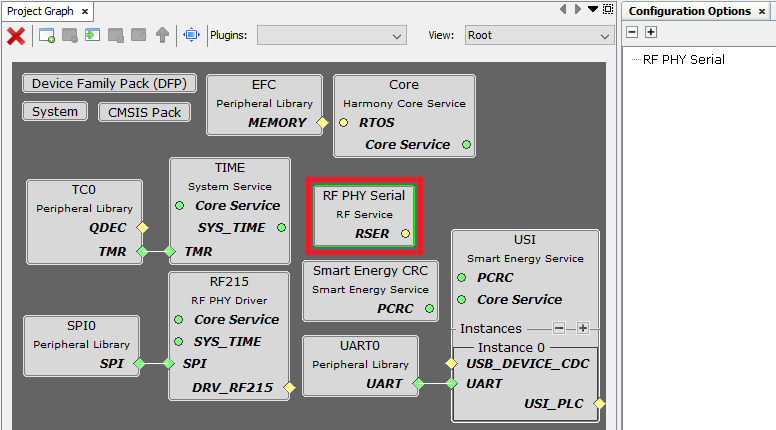 Project Graph
Configuration Options
Plugins:
View:
Root
RF PHY Serial
Device Family Pack (DFP)
System
CMSIS Pack
EFC
Peripheral Library
MEMORY
Core
Harmony Core Service
RTOS
Core Service
TC0
Peripheral Library
QDEC
TMR
TIME
System Service
Core Service
SYS_TIME
TMR
RF PHY Serial
RF Service
RSER
Smart Energy CRC
Smart Energy Service
PCRC
USI
Smart Energy Service
PCRC
Core Service
Instances
Instance 0
USB_DEVICE_CDC
UART
USI_PLC
SPI0
Peripheral Library
SPI
RF215
RF PHY Driver
Core Service
SYS_TIME
SPI
DRV_RF215
UART0
Peripheral Library
UART